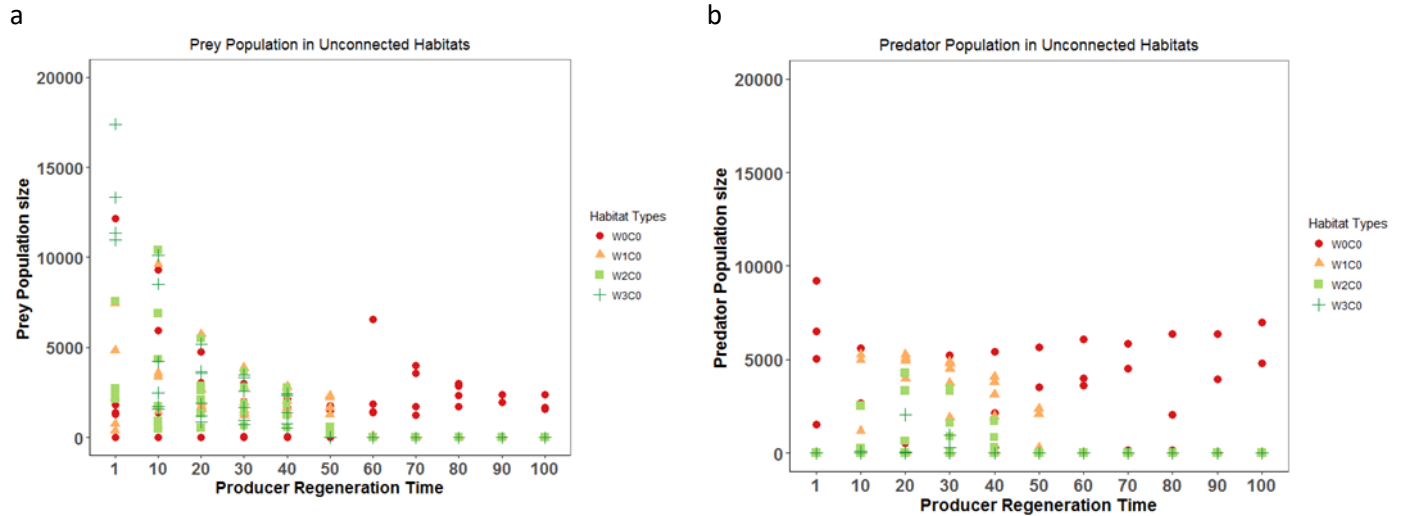 a
Prey Population in Unconnected Habitats
20000
15000
10000
5000
0
Prey Population size
1 10 20 30 40 50 60 70 80 90 100
Producer Regeneration Time
Habitat Types
W0C0
W1C0
W2C0
W3C0
b
Predator Population in Unconnected Habitats
20000
15000
10000
5000
0
Predator Population size
1 10 20 30 40 50 60 70 80 90 100
Producer Regeneration Time
Habitat Types
W0C0
W1C0
W2C0
W3C0